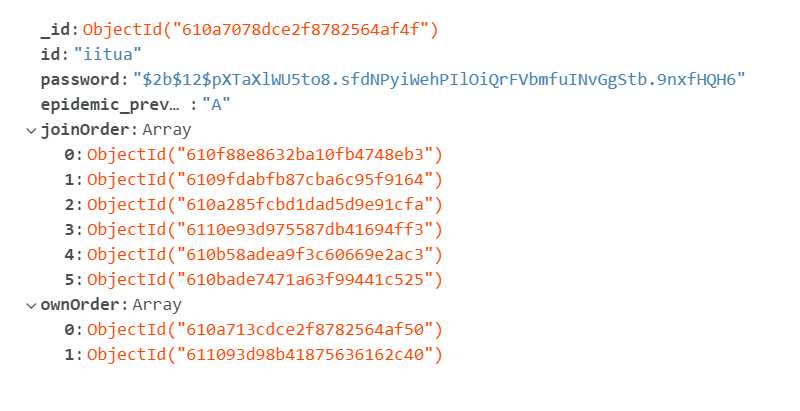 _id: ObjectId("610a7078dce2f8782564af4f")
id: "iitua"
password: "$2b$12$pXTaXlWU5to8.sfdNPyiWehPIlOiQrFVbmfuINvGgStb.9nxfHQH6"
epidemic_prev… : "A"
joinOrder: Array
0: ObjectId("610f88e8632ba10fb4748eb3")
1: ObjectId("6109fdabfb87cba6c95f9164")
2: ObjectId("610a285fcbd1dad5d9e91cfa")
3: ObjectId("6110e93d975587db41694ff3")
4: ObjectId("610b58adea9f3c60669e2ac3")
5: ObjectId("610bade7471a63f99441c525")
ownOrder: Array
0: ObjectId("610a713cdce2f8782564af50")
1: ObjectId("611093d98b41875636162c40")